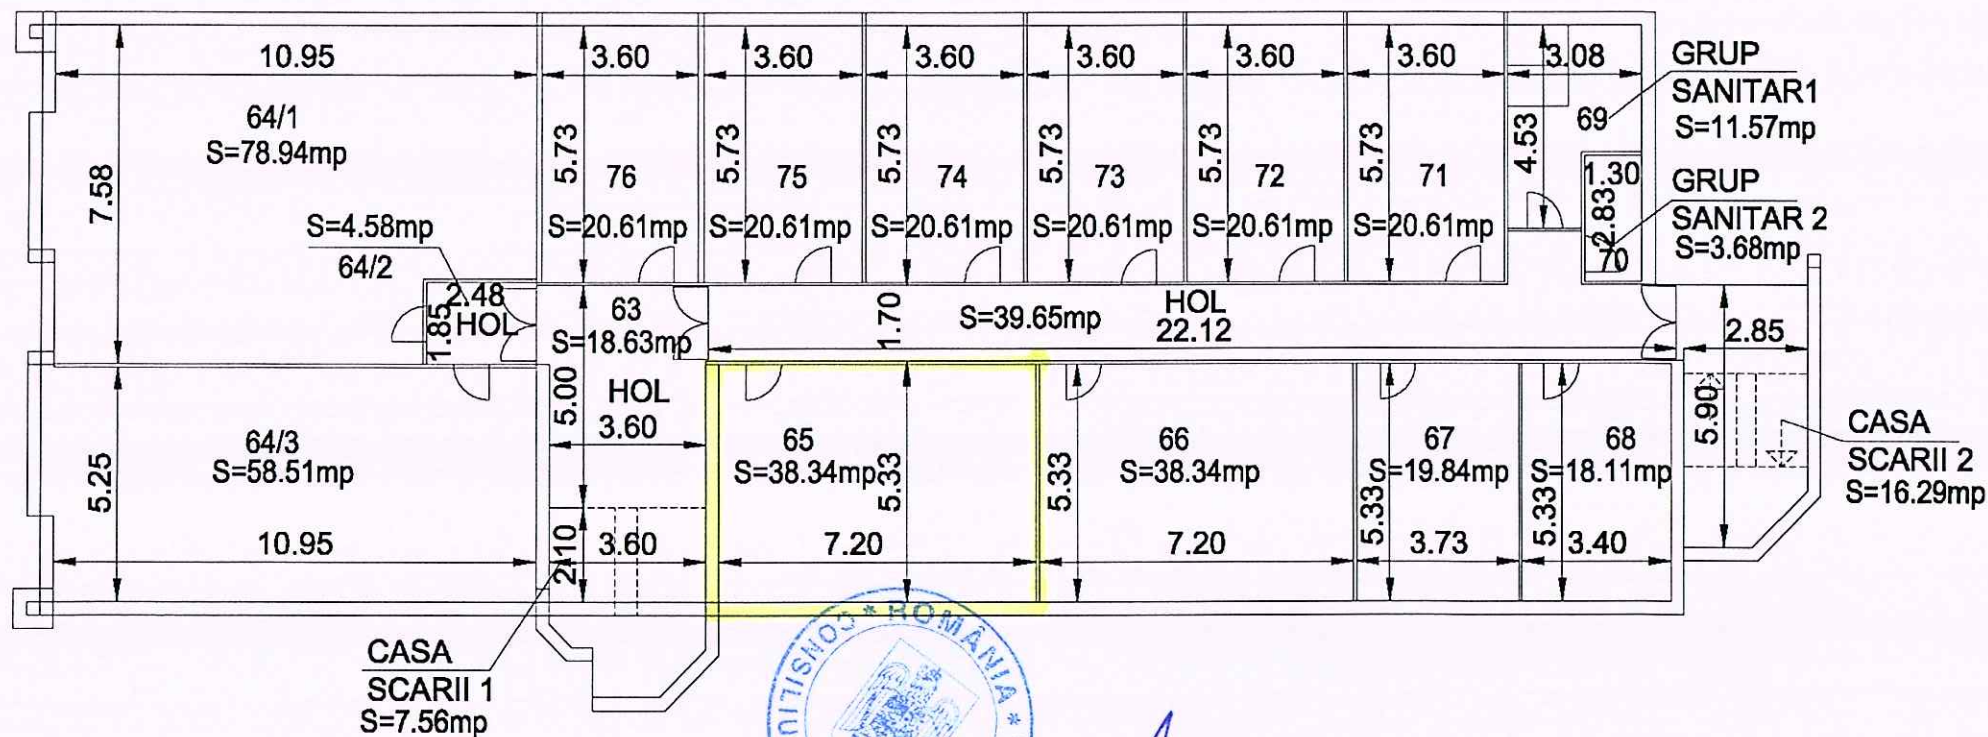 10.95
3.60
3.60
3.60
3.60
3.60
3.60
3.08
GRUP
SANITAR1
S=11.57mp
69
64/1
S=78.94mp
7.58
5.73
5.73
5.73
5.73
5.73
5.73
4.53
76
75
74
73
72
71
S=20.61mp
S=20.61mp
S=20.61mp
S=20.61mp
S=20.61mp
S=20.61mp
1.30
2.83
70
GRUP
SANITAR 2
S=3.68mp
S=4.58mp
64/2
2.48
HOL
1.85
63
S=18.63mp
1.70
S=39.65mp
HOL
22.12
2.85
5.00
HOL
3.60
64/3
S=58.51mp
5.25
10.95
65
S=38.34mp
5.33
7.20
66
S=38.34mp
5.33
7.20
67
S=19.84mp
5.33
3.73
68
S=18.11mp
5.33
3.40
5.90
CASA
SCARII 2
S=16.29mp
2.10
3.60
CASA
SCARII 1
S=7.56mp
CONSILIU
* ROMÂNIA *